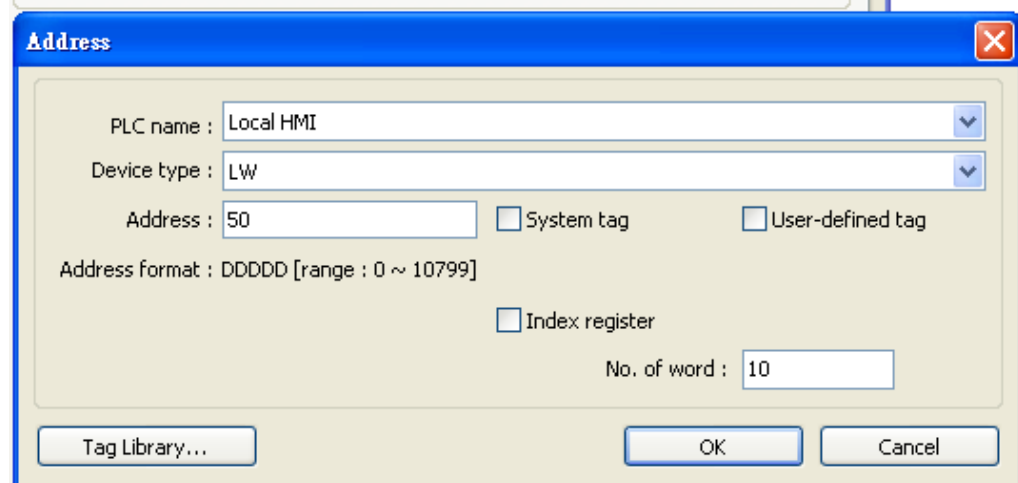 Address
PLC name : Local HMI
Device type : LW
Address : 50 System tag User-defined tag
Address format : DDDDD [range : 0 ~ 10799]
Index register
No. of word : 10
Tag Library... OK Cancel